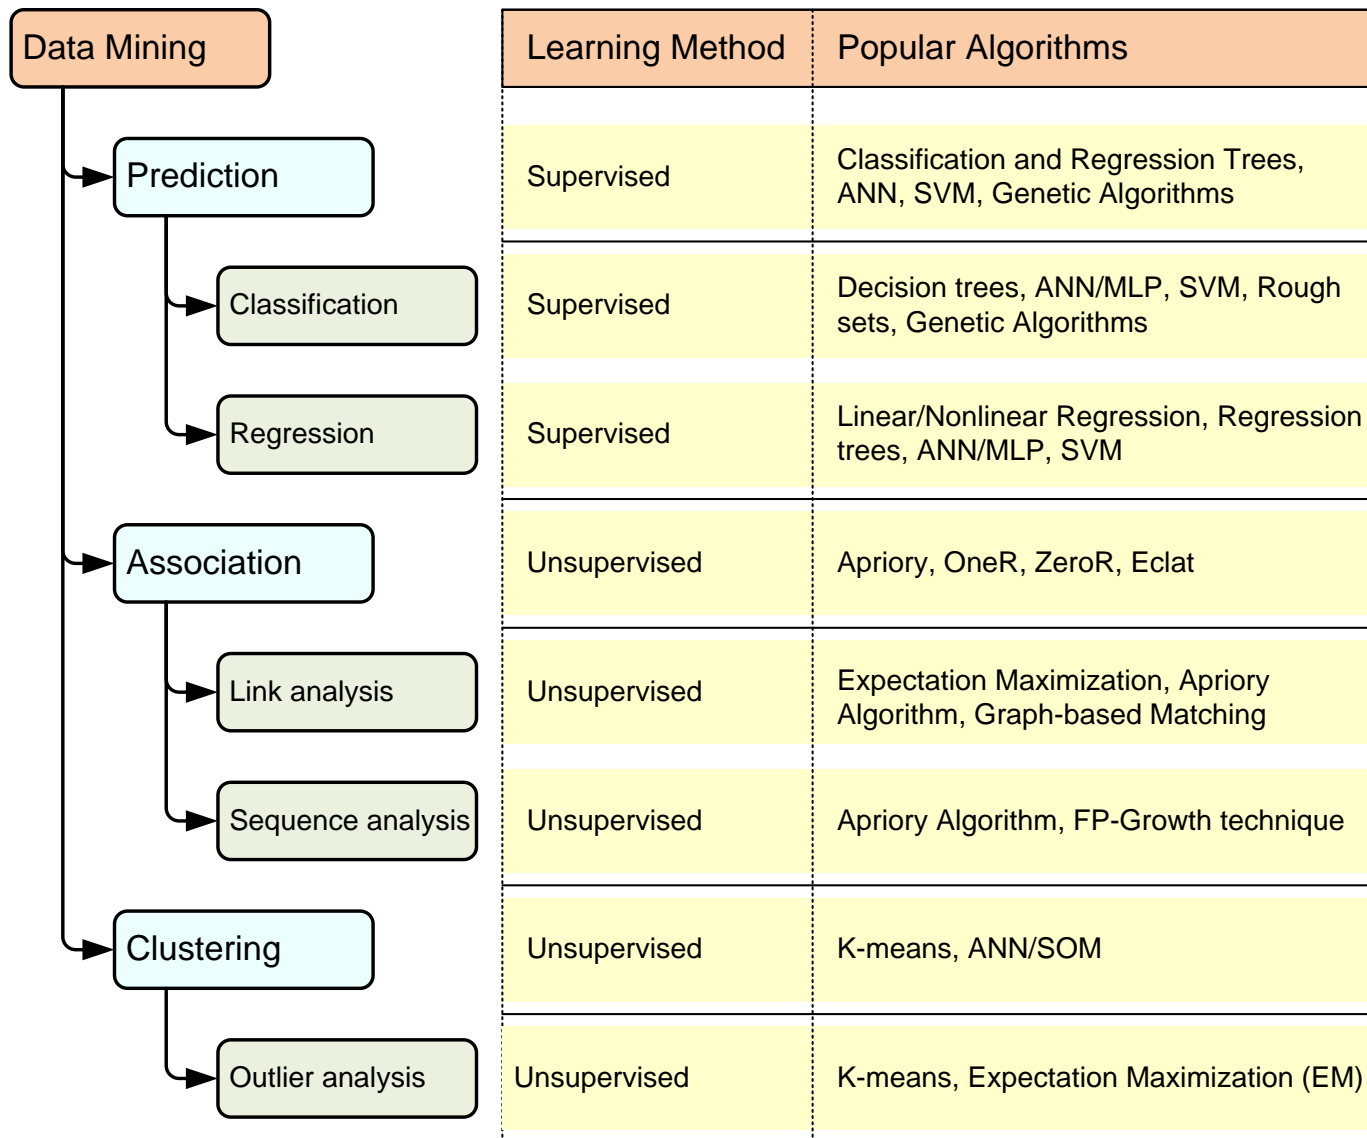 Data Mining
Learning Method
Popular Algorithms
Prediction
Supervised
Classification and Regression Trees,
ANN, SVM, Genetic Algorithms
Classification
Supervised
Decision trees, ANN/MLP, SVM, Rough
sets, Genetic Algorithms
Regression
Supervised
Linear/Nonlinear Regression, Regression
trees, ANN/MLP, SVM
Association
Unsupervised
Apriory, OneR, ZeroR, Eclat
Link analysis
Unsupervised
Expectation Maximization, Apriory
Algorithm, Graph-based Matching
Sequence analysis
Unsupervised
Apriory Algorithm, FP-Growth technique
Clustering
Unsupervised
K-means, ANN/SOM
Outlier analysis
Unsupervised
K-means, Expectation Maximization (EM)